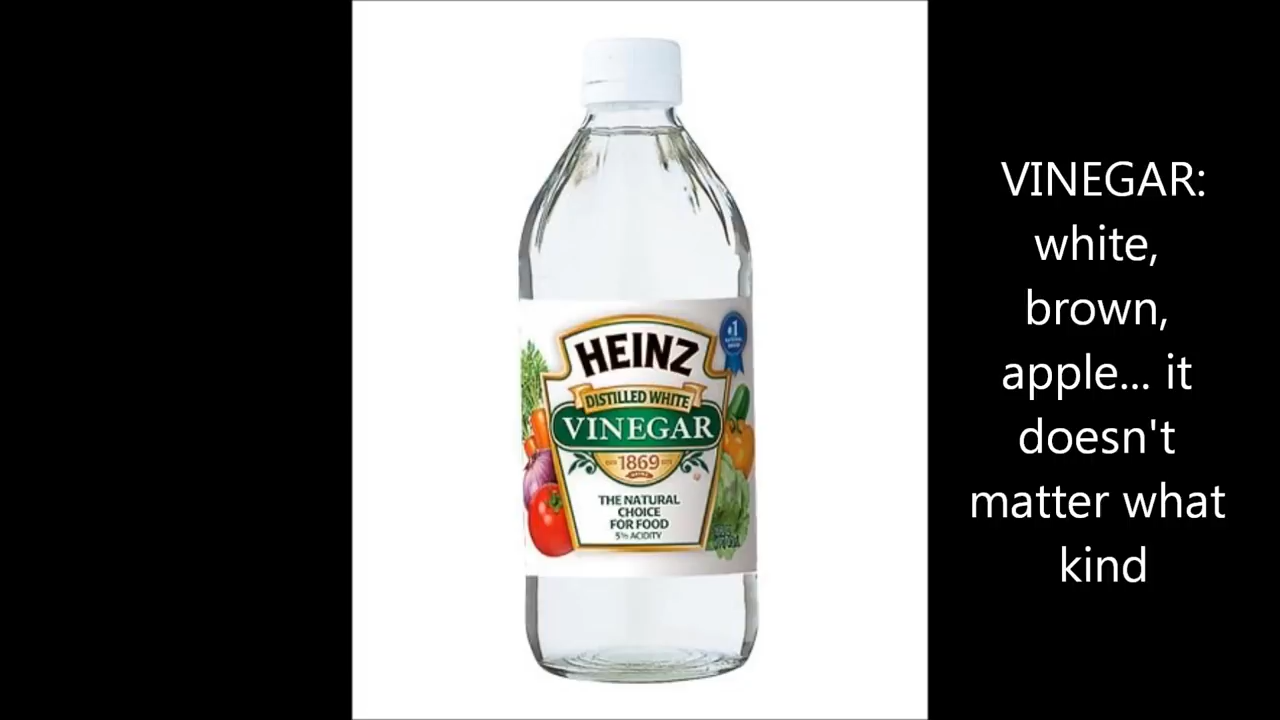 HEINZ
DISTILLED WHITE
VINEGAR
1869
THE NATURAL
CHOICE
FOR FOOD
5% ACIDITY
#1
VINEGAR:
white,
brown,
apple... it
doesn't
matter what
kind